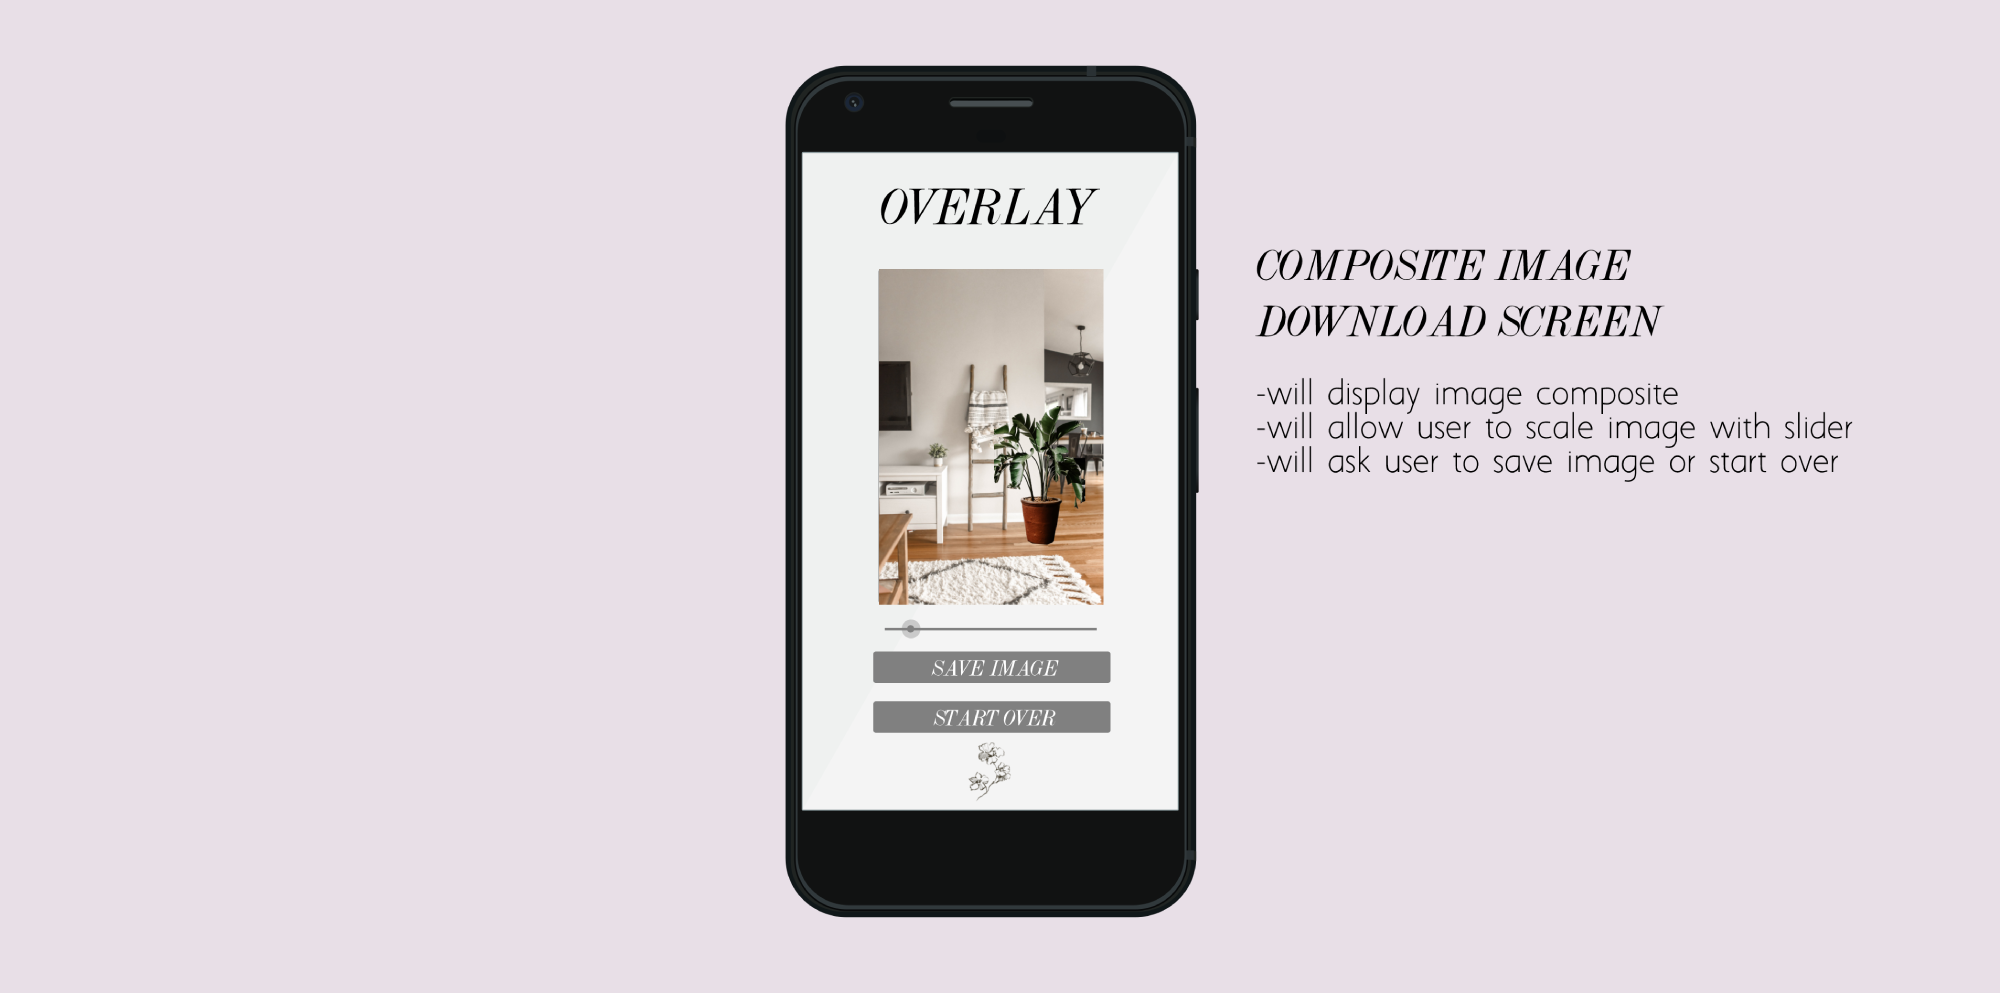 OVERLAY
SAVE IMAGE
START OVER
COMPOSITE IMAGE
DOWNLOAD SCREEN
-will display image composite
-will allow user to scale image with slider
-will ask user to save image or start over